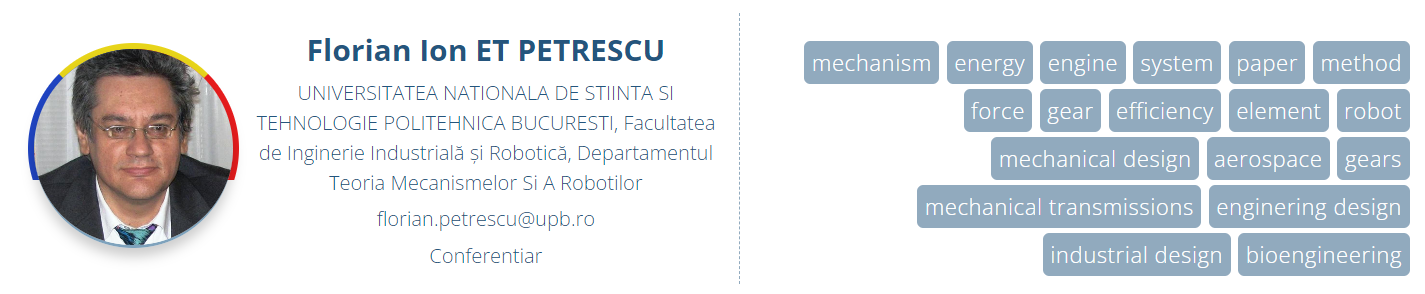 Florian Ion ET PETRESCU
UNIVERSITATEA NATIONALA DE STIINTA SI
TEHNOLOGIE POLITEHNICA BUCURESTI, Facultatea
de Inginerie Industrială și Robotică, Departamentul
Teoria Mecanismelor Si A Robotilor
florian.petrescu@upb.ro
Conferentiar
mechanism energy engine system paper method
force gear efficiency element robot
mechanical design aerospace gears
mechanical transmissions enginering design
industrial design bioengineering